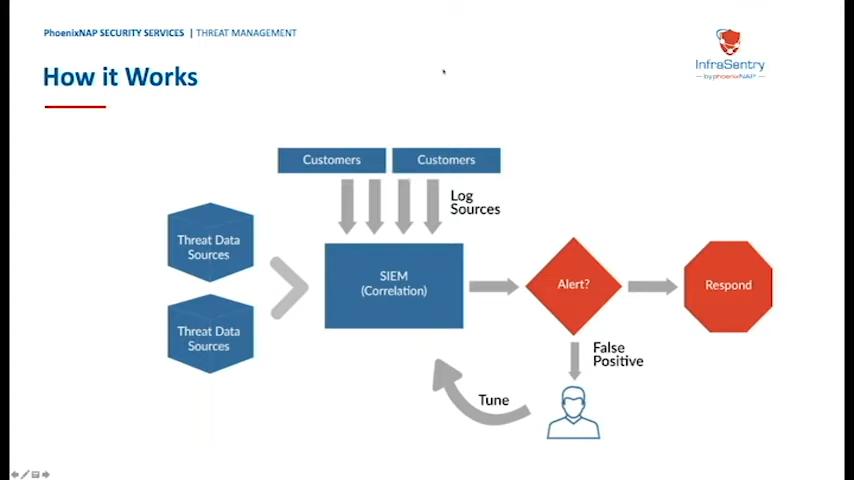 PhoenixNAP SECURITY SERVICES | THREAT MANAGEMENT
How it Works
InfraSentry
by phoenixNAP
Customers
Customers
Log
Sources
Threat Data
Sources
SIEM
(Correlation)
Alert?
Respond
Threat Data
Sources
False
Positive
Tune